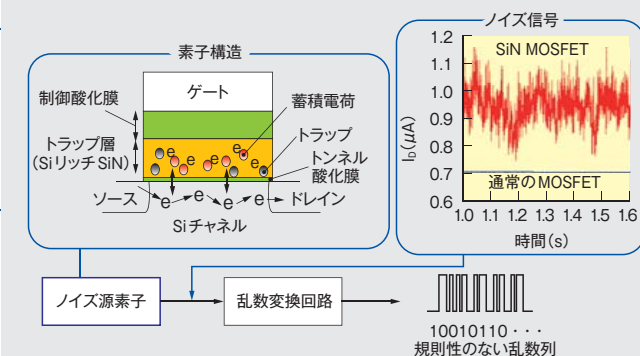 素子構造
ゲート
制御酸化膜
蓄積電荷
トラップ層
(SiリッチSiN)
トラップ
トンネル
酸化膜
e
e
e
e
ソース
e
e
e
ドレイン
Siチャネル
ノイズ信号
SiN MOSFET
通常のMOSFET
I_D(μA)
1.2
1.1
1.0
0.9
0.8
0.7
0.6
1.0 1.1 1.2 1.3 1.4 1.5 1.6
時間(s)
ノイズ源素子
乱数変換回路
10010110・・・
規則性のない乱数列